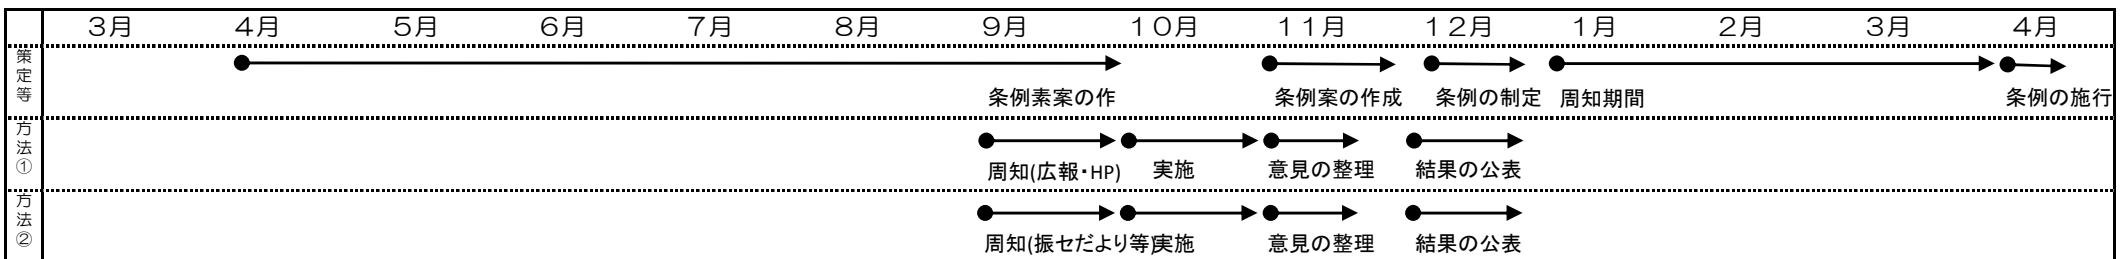 3月 4月 5月 6月 7月 8月 9月 10月 11月 12月 1月 2月 3月 4月
策定等
条例素案の作 条例案の作成 条例の制定 周知期間 条例の施行
方法①
周知(広報・HP) 実施 意見の整理 結果の公表
方法②
周知(振セだより等)実施 意見の整理 結果の公表